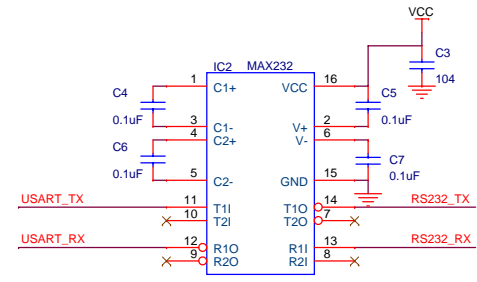 VCC
IC2 MAX232
C3
104
1 C1+ VCC 16
C4 C5
0.1uF 0.1uF
3 C1- V+ 2
4 C2+ V- 6
C6 C7
0.1uF 0.1uF
5 C2- GND 15
USART_TX 11 T1I T1O 14 RS232_TX
10 T2I T2O 7
USART_RX 12 R1O R1I 13 RS232_RX
9 R2O R2I 8